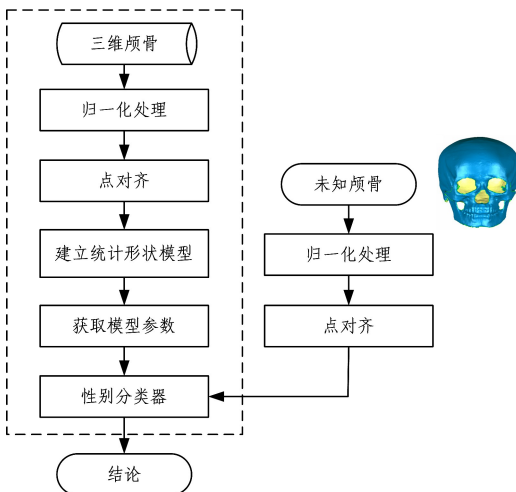 三维颅骨
归一化处理
点对齐
建立统计形状模型
获取模型参数
性别分类器
结论
未知颅骨
归一化处理
点对齐